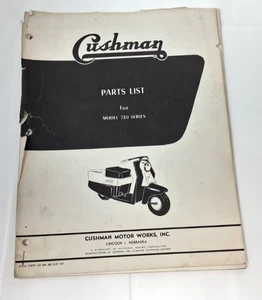 Cushman
PARTS LIST
for
MODEL 720 SERIES
CUSHMAN MOTOR WORKS, INC.
LINCOLN 1, NEBRASKA